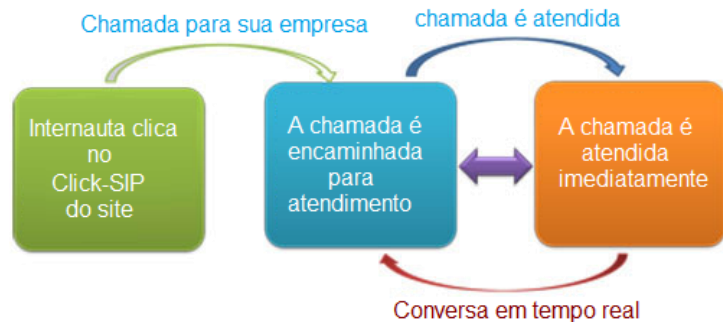 Chamada para sua empresa
chamada é atendida
Internauta clica
no
Click-SIP
do site
A chamada é
encaminhada
para
atendimento
A chamada é
atendida
imediatamente
Conversa em tempo real